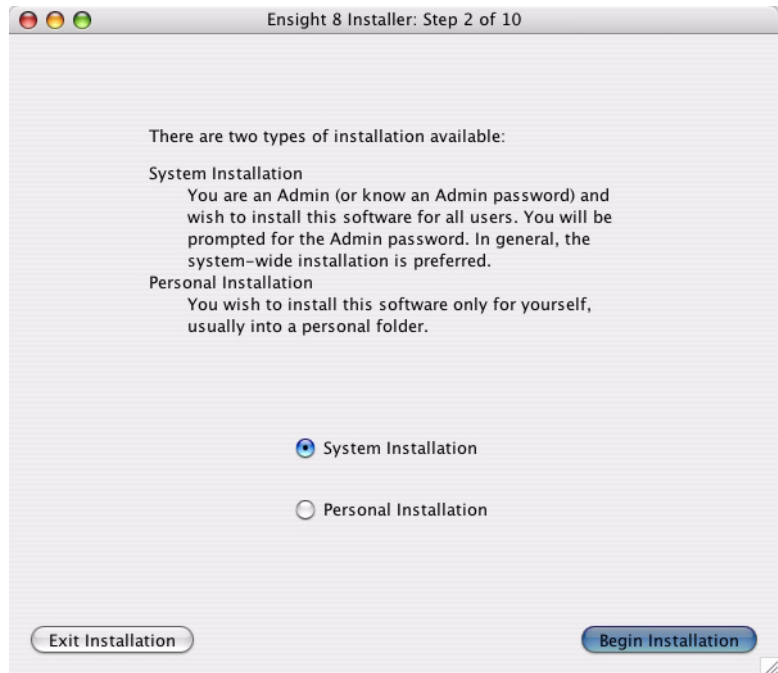 Ensight 8 Installer: Step 2 of 10
There are two types of installation available:
System Installation
You are an Admin (or know an Admin password) and
wish to install this software for all users. You will be
prompted for the Admin password. In general, the
system-wide installation is preferred.
Personal Installation
You wish to install this software only for yourself,
usually into a personal folder.
System Installation
Personal Installation
Exit Installation
Begin Installation